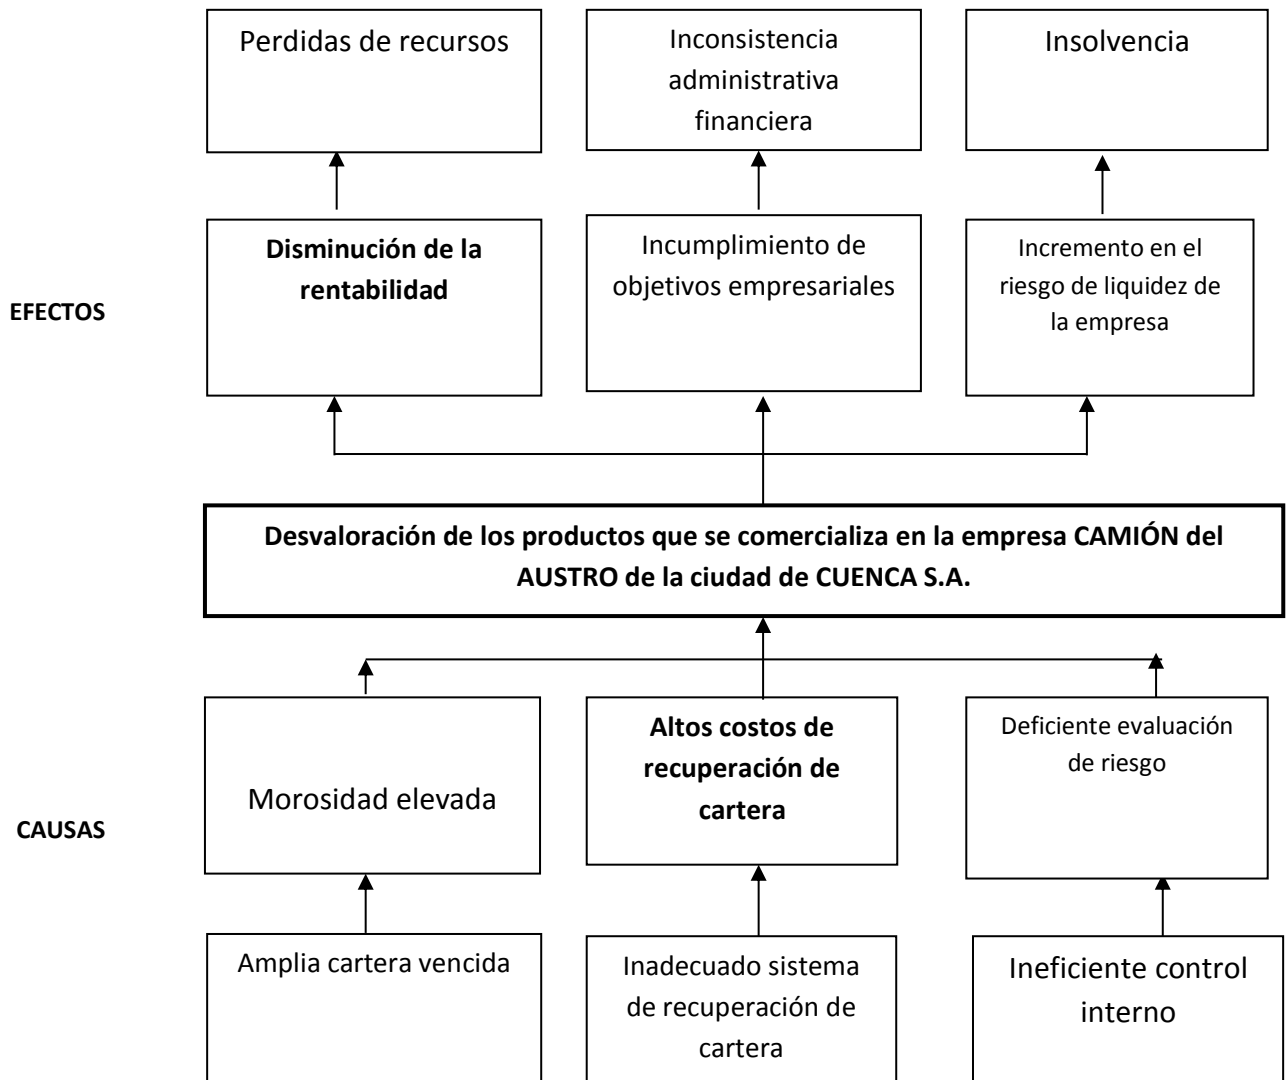 Perdidas de recursos
Inconsistencia
administrativa
financiera
Insolvencia
EFECTOS
Disminución de la
rentabilidad
Incumplimiento de
objetivos empresariales
Incremento en el
riesgo de liquidez de
la empresa
Desvaloración de los productos que se comercializa en la empresa CAMIÓN del
AUSTRO de la ciudad de CUENCA S.A.
CAUSAS
Morosidad elevada
Altos costos de
recuperación de
cartera
Deficiente evaluación
de riesgo
Amplia cartera vencida
Inadecuado sistema
de recuperación de
cartera
Ineficiente control
interno